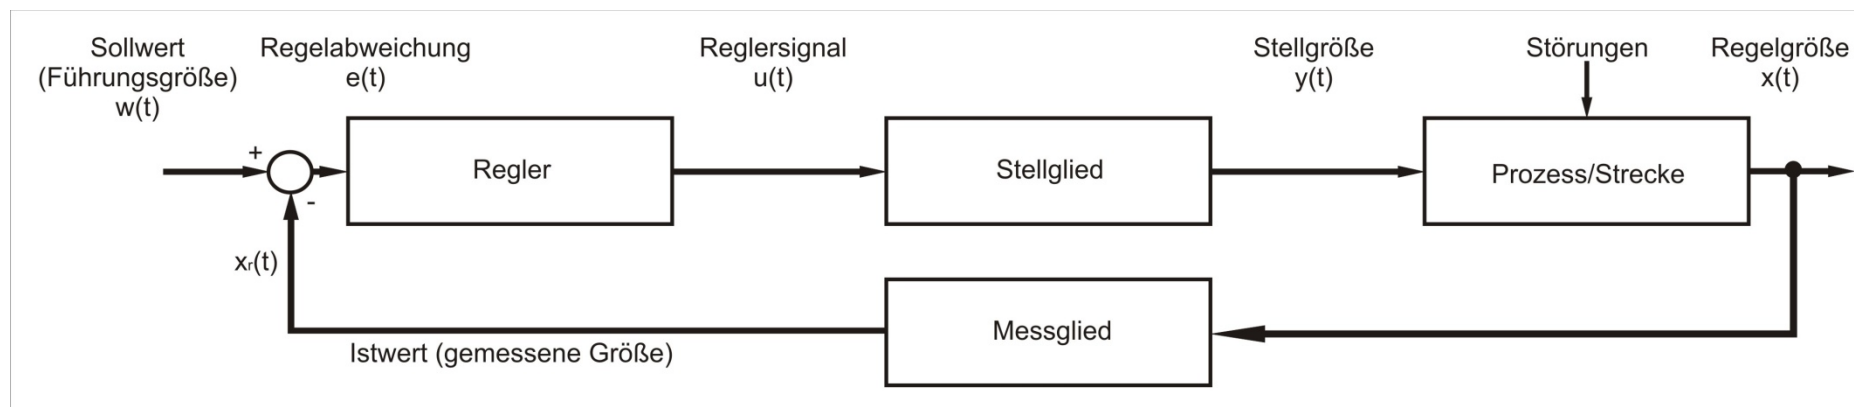 Sollwert
(Führungsgröße)
w(t)
Regelabweichung
e(t)
Reglersignal
u(t)
Stellgröße
y(t)
Störungen
Regelgröße
x(t)
+
-
Regler
Stellglied
Prozess/Strecke
xr(t)
Messglied
Istwert (gemessene Größe)